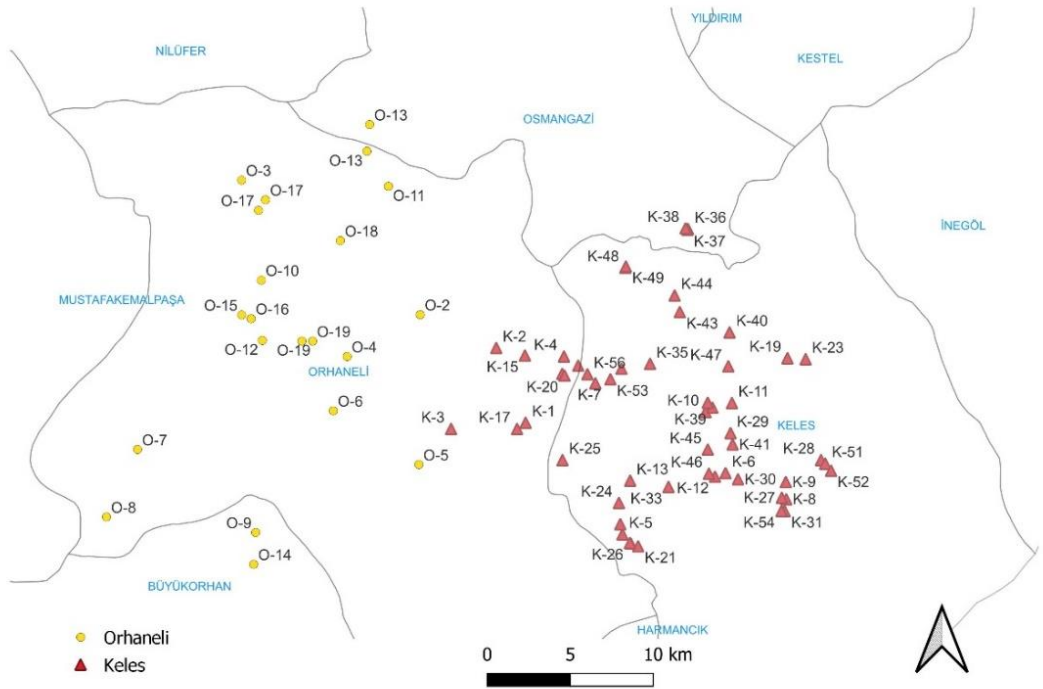 YILDIRIM
NİLÜFER
KESTEL
OSMANGAZİ
O-13
O-13
O-3
O-17
O-17
O-11
K-38
K-36
K-37
O-18
İNEGÖL
K-48
K-49
O-10
K-44
MUSTAFAKEMALPAŞA
O-15
O-16
O-2
K-43
K-40
O-12
O-19
O-19
O-4
K-2
K-4
K-15
K-56
K-35
K-47
K-19
K-23
ORHANELİ
K-20
K-7
K-53
O-6
K-10
K-11
K-3
K-17
K-1
K-39
K-29
KELES
O-7
O-5
K-25
K-45
K-41
K-28
K-51
K-13
K-46
K-6
K-52
K-24
K-33
K-12
K-30
K-9
K-27
K-8
O-8
K-5
K-54
K-31
O-9
K-26
K-21
O-14
BÜYÜKORHAN
HARMANCIK
Orhaneli
Keles
0 5 10 km